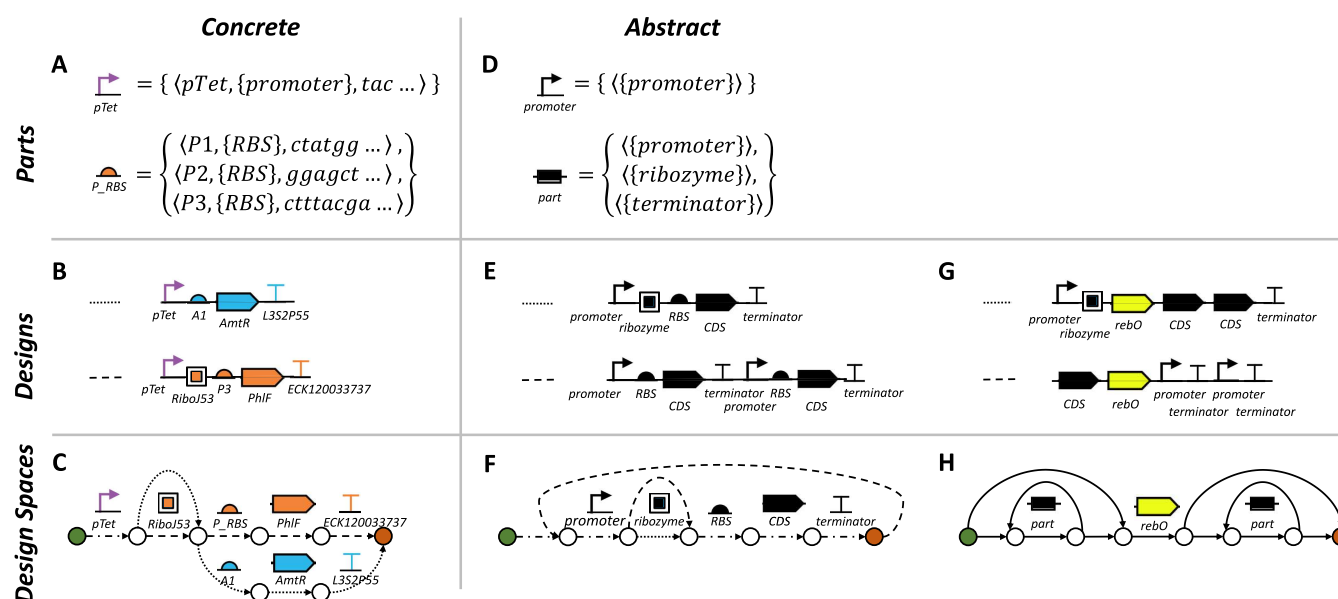 Concrete
Abstract
Parts
A
pTet
= { ⟨pTet, {promoter}, tac … ⟩ }
P_RBS
=
⟨P1, {RBS}, ctatgg … ⟩ ,
⟨P2, {RBS}, ggagct … ⟩ ,
⟨P3, {RBS}, ctttacga … ⟩
D
promoter
= { ⟨{promoter}⟩ }
part
=
⟨{promoter}⟩,
⟨{ribozyme}⟩,
⟨{terminator}⟩
Designs
B
pTet A1 AmtR L3S2P55
pTet RiboJ53 P3 PhlF ECK120033737
E
promoter ribozyme RBS CDS terminator
promoter RBS CDS terminator promoter RBS CDS terminator
G
promoter ribozyme rebO CDS CDS terminator
CDS rebO promoter terminator promoter terminator
Design Spaces
C
pTet RiboJ53 P_RBS PhlF ECK120033737
A1 AmtR L3S2P55
F
promoter ribozyme RBS CDS terminator
H
part rebO part